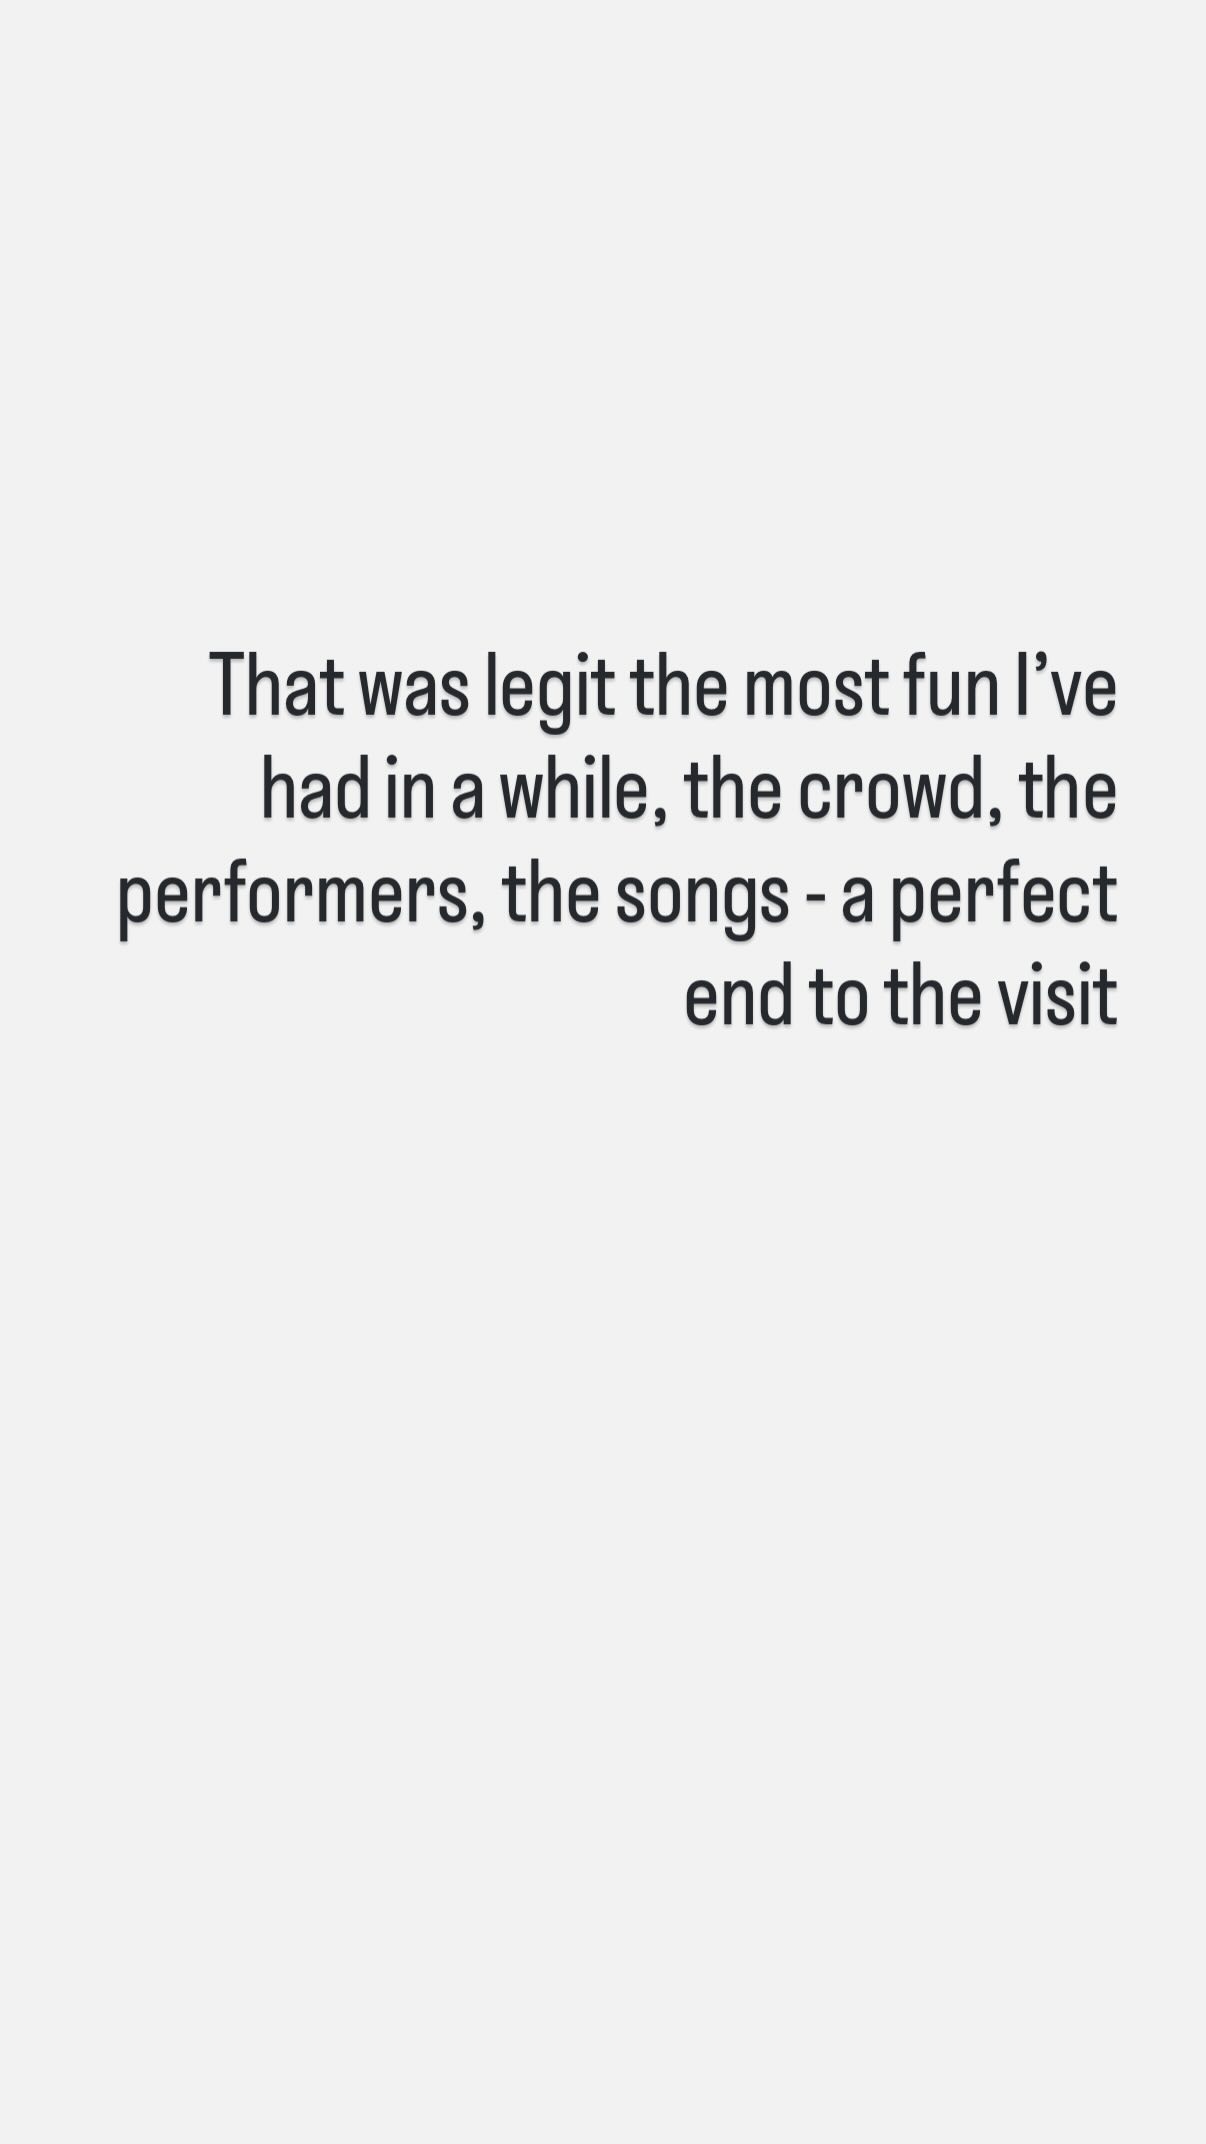 That was legit the most fun I’ve
had in a while, the crowd, the
performers, the songs - a perfect
end to the visit